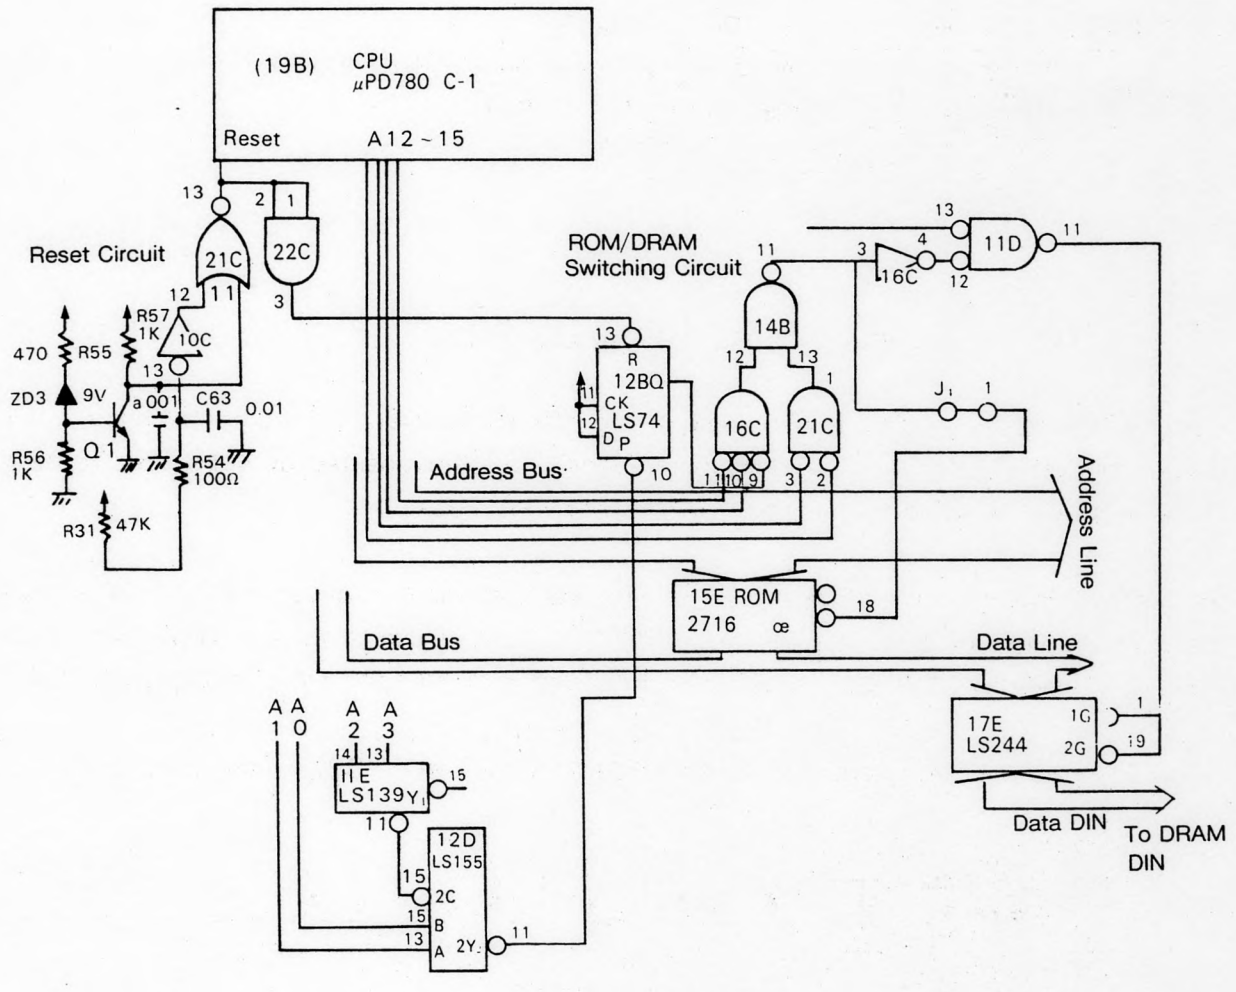 (19B) CPU
μPD780 C-1
Reset A12~15
13 2 1
Reset Circuit
21C 22C
12 11
3
ROM/DRAM
Switching Circuit
11 3 4 13 11
16C 11D
12
14B
12 13
R57
1K
10C
13
470 R55
ZD3 9V
a 001 C63 0.01
Q1
R56
1K
R54
100Ω
R31 47K
13
R
12B Q
11 CK
LS74
12 D P
10
1
16C 21C
11 10 9 3 2
J1 1
Address Bus
Address Line
15E ROM
2716 œ
18
Data Bus
Data Line
17E
LS244
1G 1
2G 19
Data DIN
To DRAM
DIN
A A A A
1 0 2 3
14 13
11E
LS139 Y1
15
11
12D
LS155
15 2C
15 B
13 A
2Y2 11